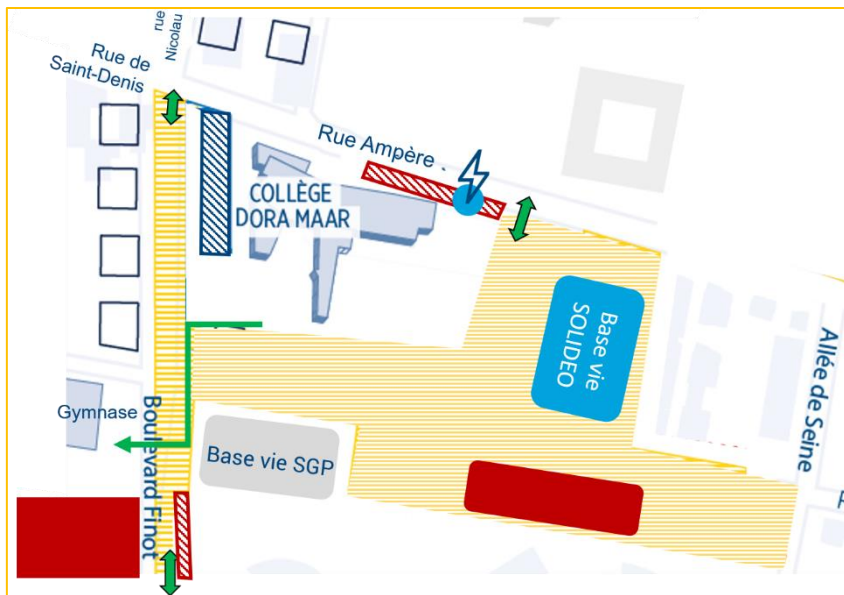 rue
Nicolau
Rue de
Saint-Denis
Rue Ampère
COLLÈGE
DORA MAAR
Base vie
SOLIDEO
Allée de Seine
Gymnase
Boulevard Finot
Base vie SGP